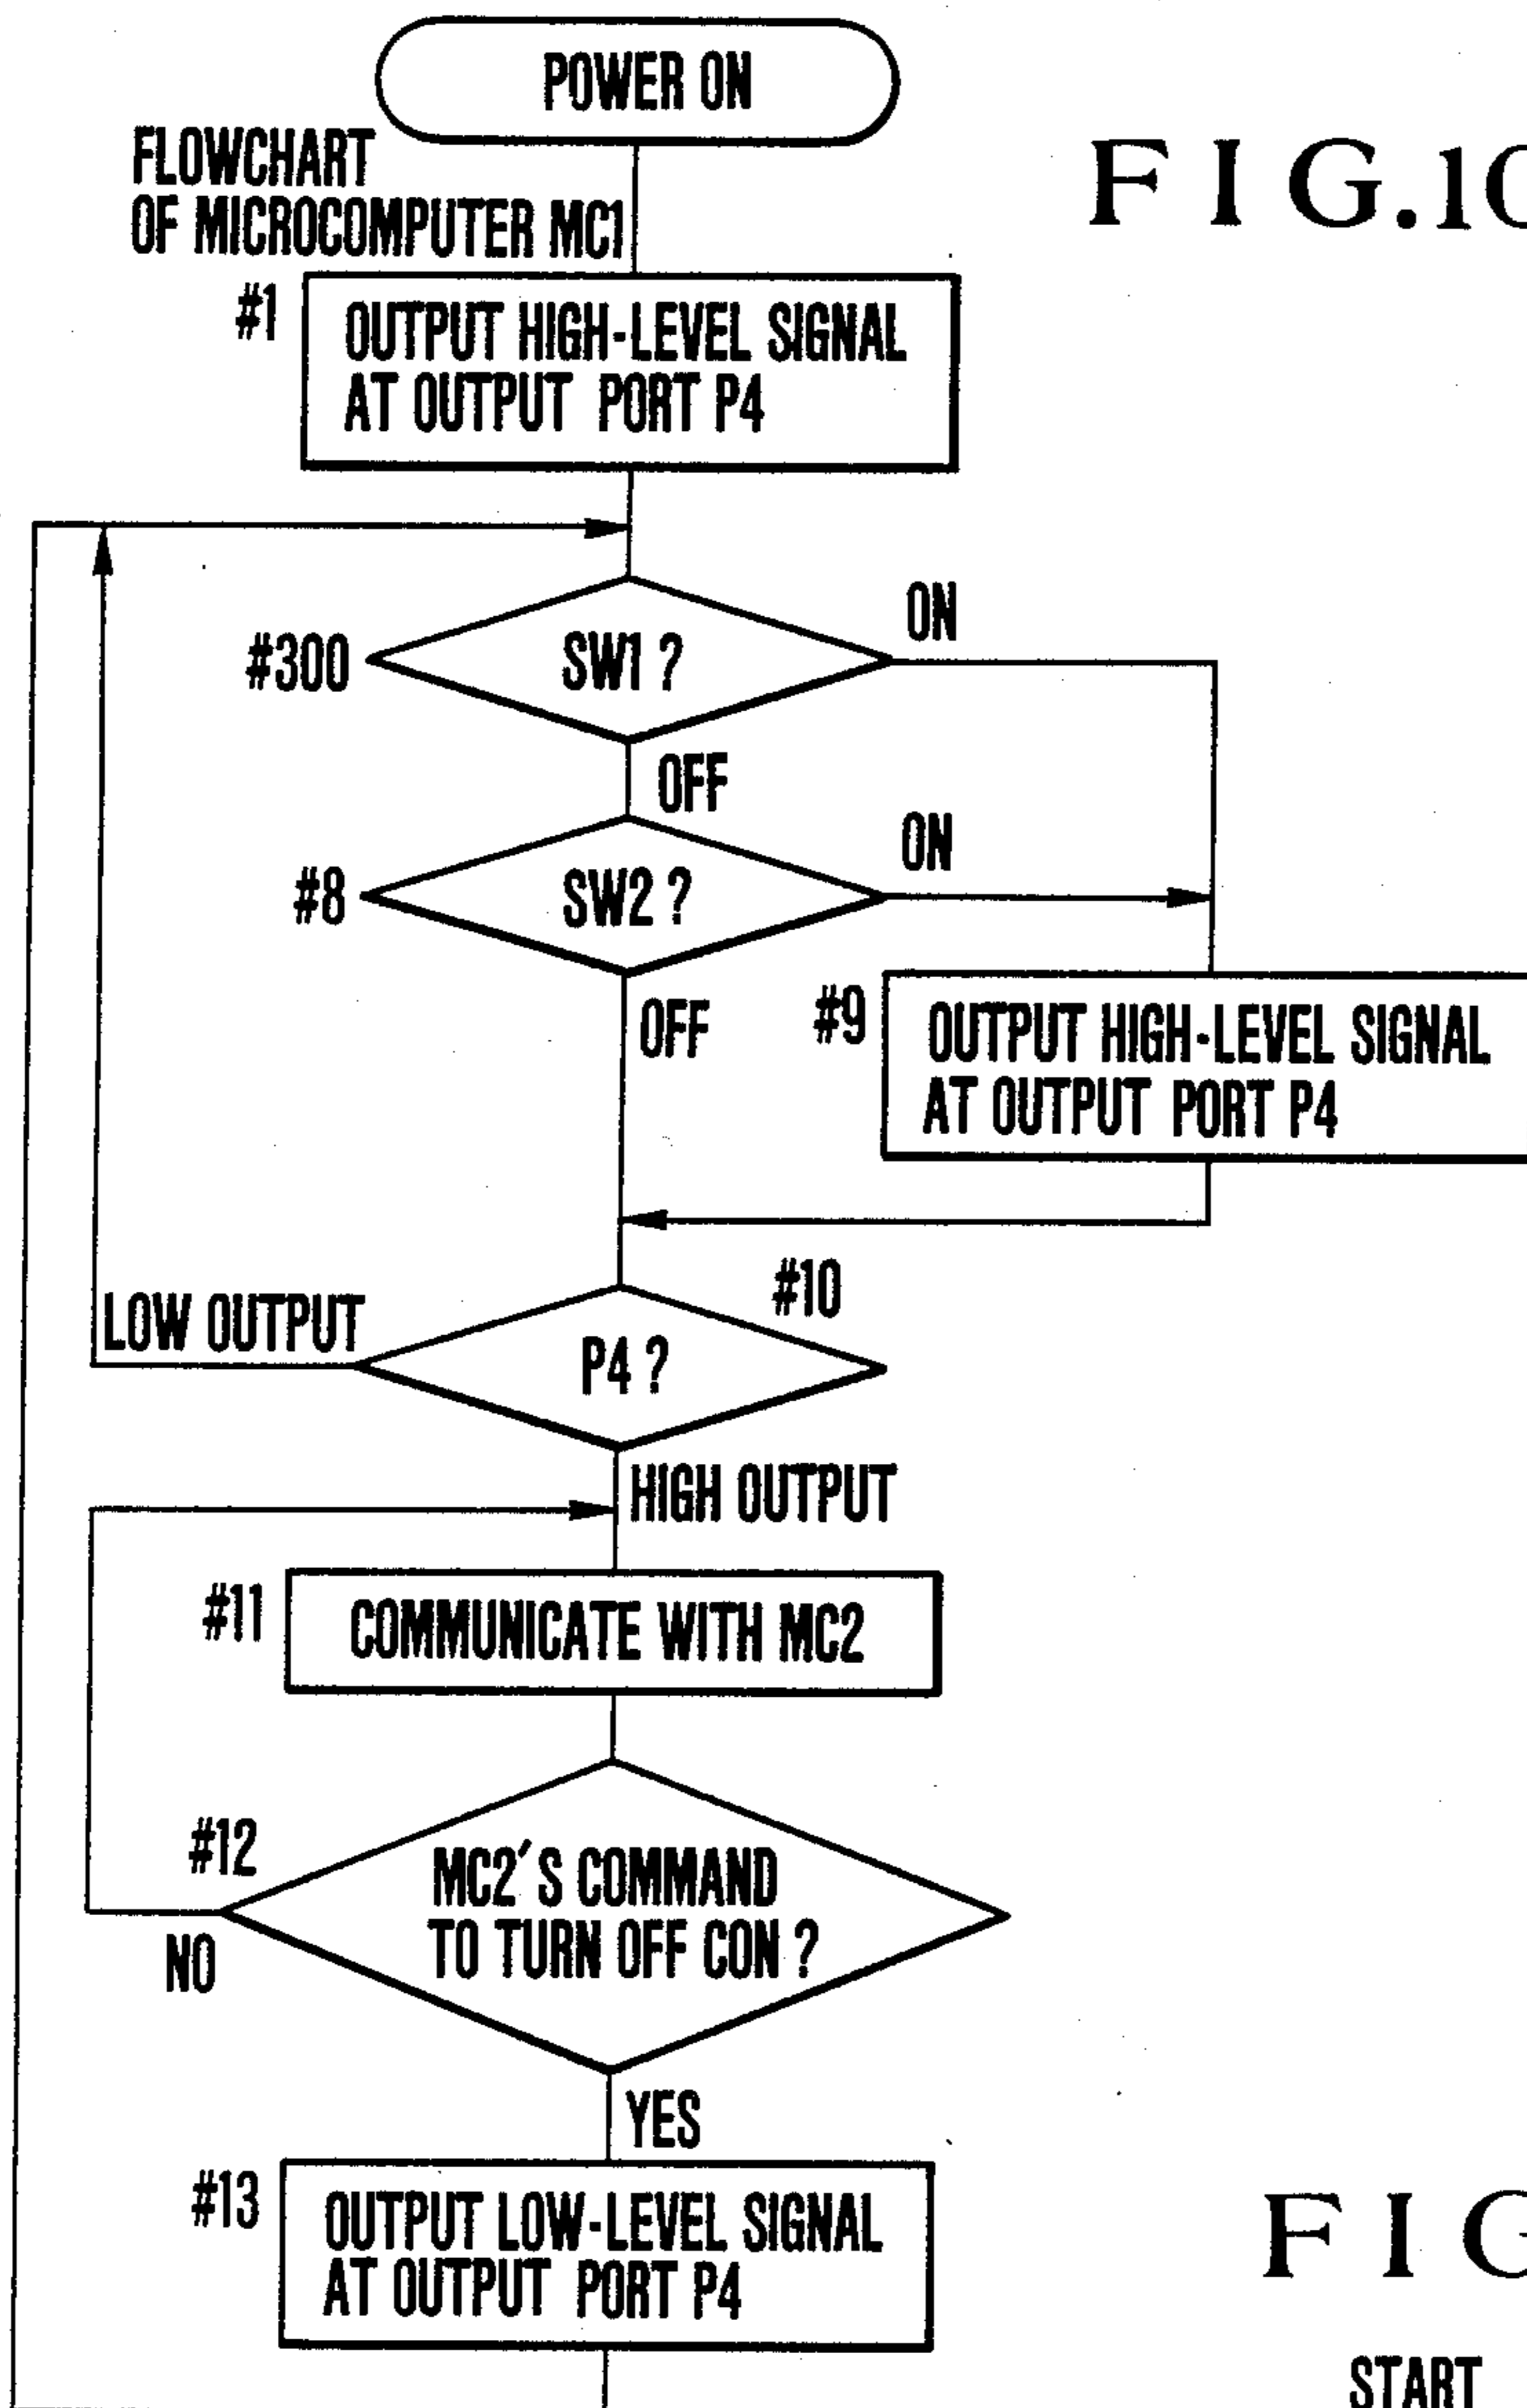 POWER ON
FLOWCHART
OF MICROCOMPUTER MC1
F I G.10
#1
OUTPUT HIGH-LEVEL SIGNAL
AT OUTPUT PORT P4
#300
SW1 ?
ON
OFF
#8
SW2 ?
ON
OFF
#9
OUTPUT HIGH-LEVEL SIGNAL
AT OUTPUT PORT P4
#10
LOW OUTPUT
P4 ?
HIGH OUTPUT
#11
COMMUNICATE WITH MC2
#12
MC2'S COMMAND
TO TURN OFF CON ?
NO
YES
#13
OUTPUT LOW-LEVEL SIGNAL
AT OUTPUT PORT P4
F I G
START